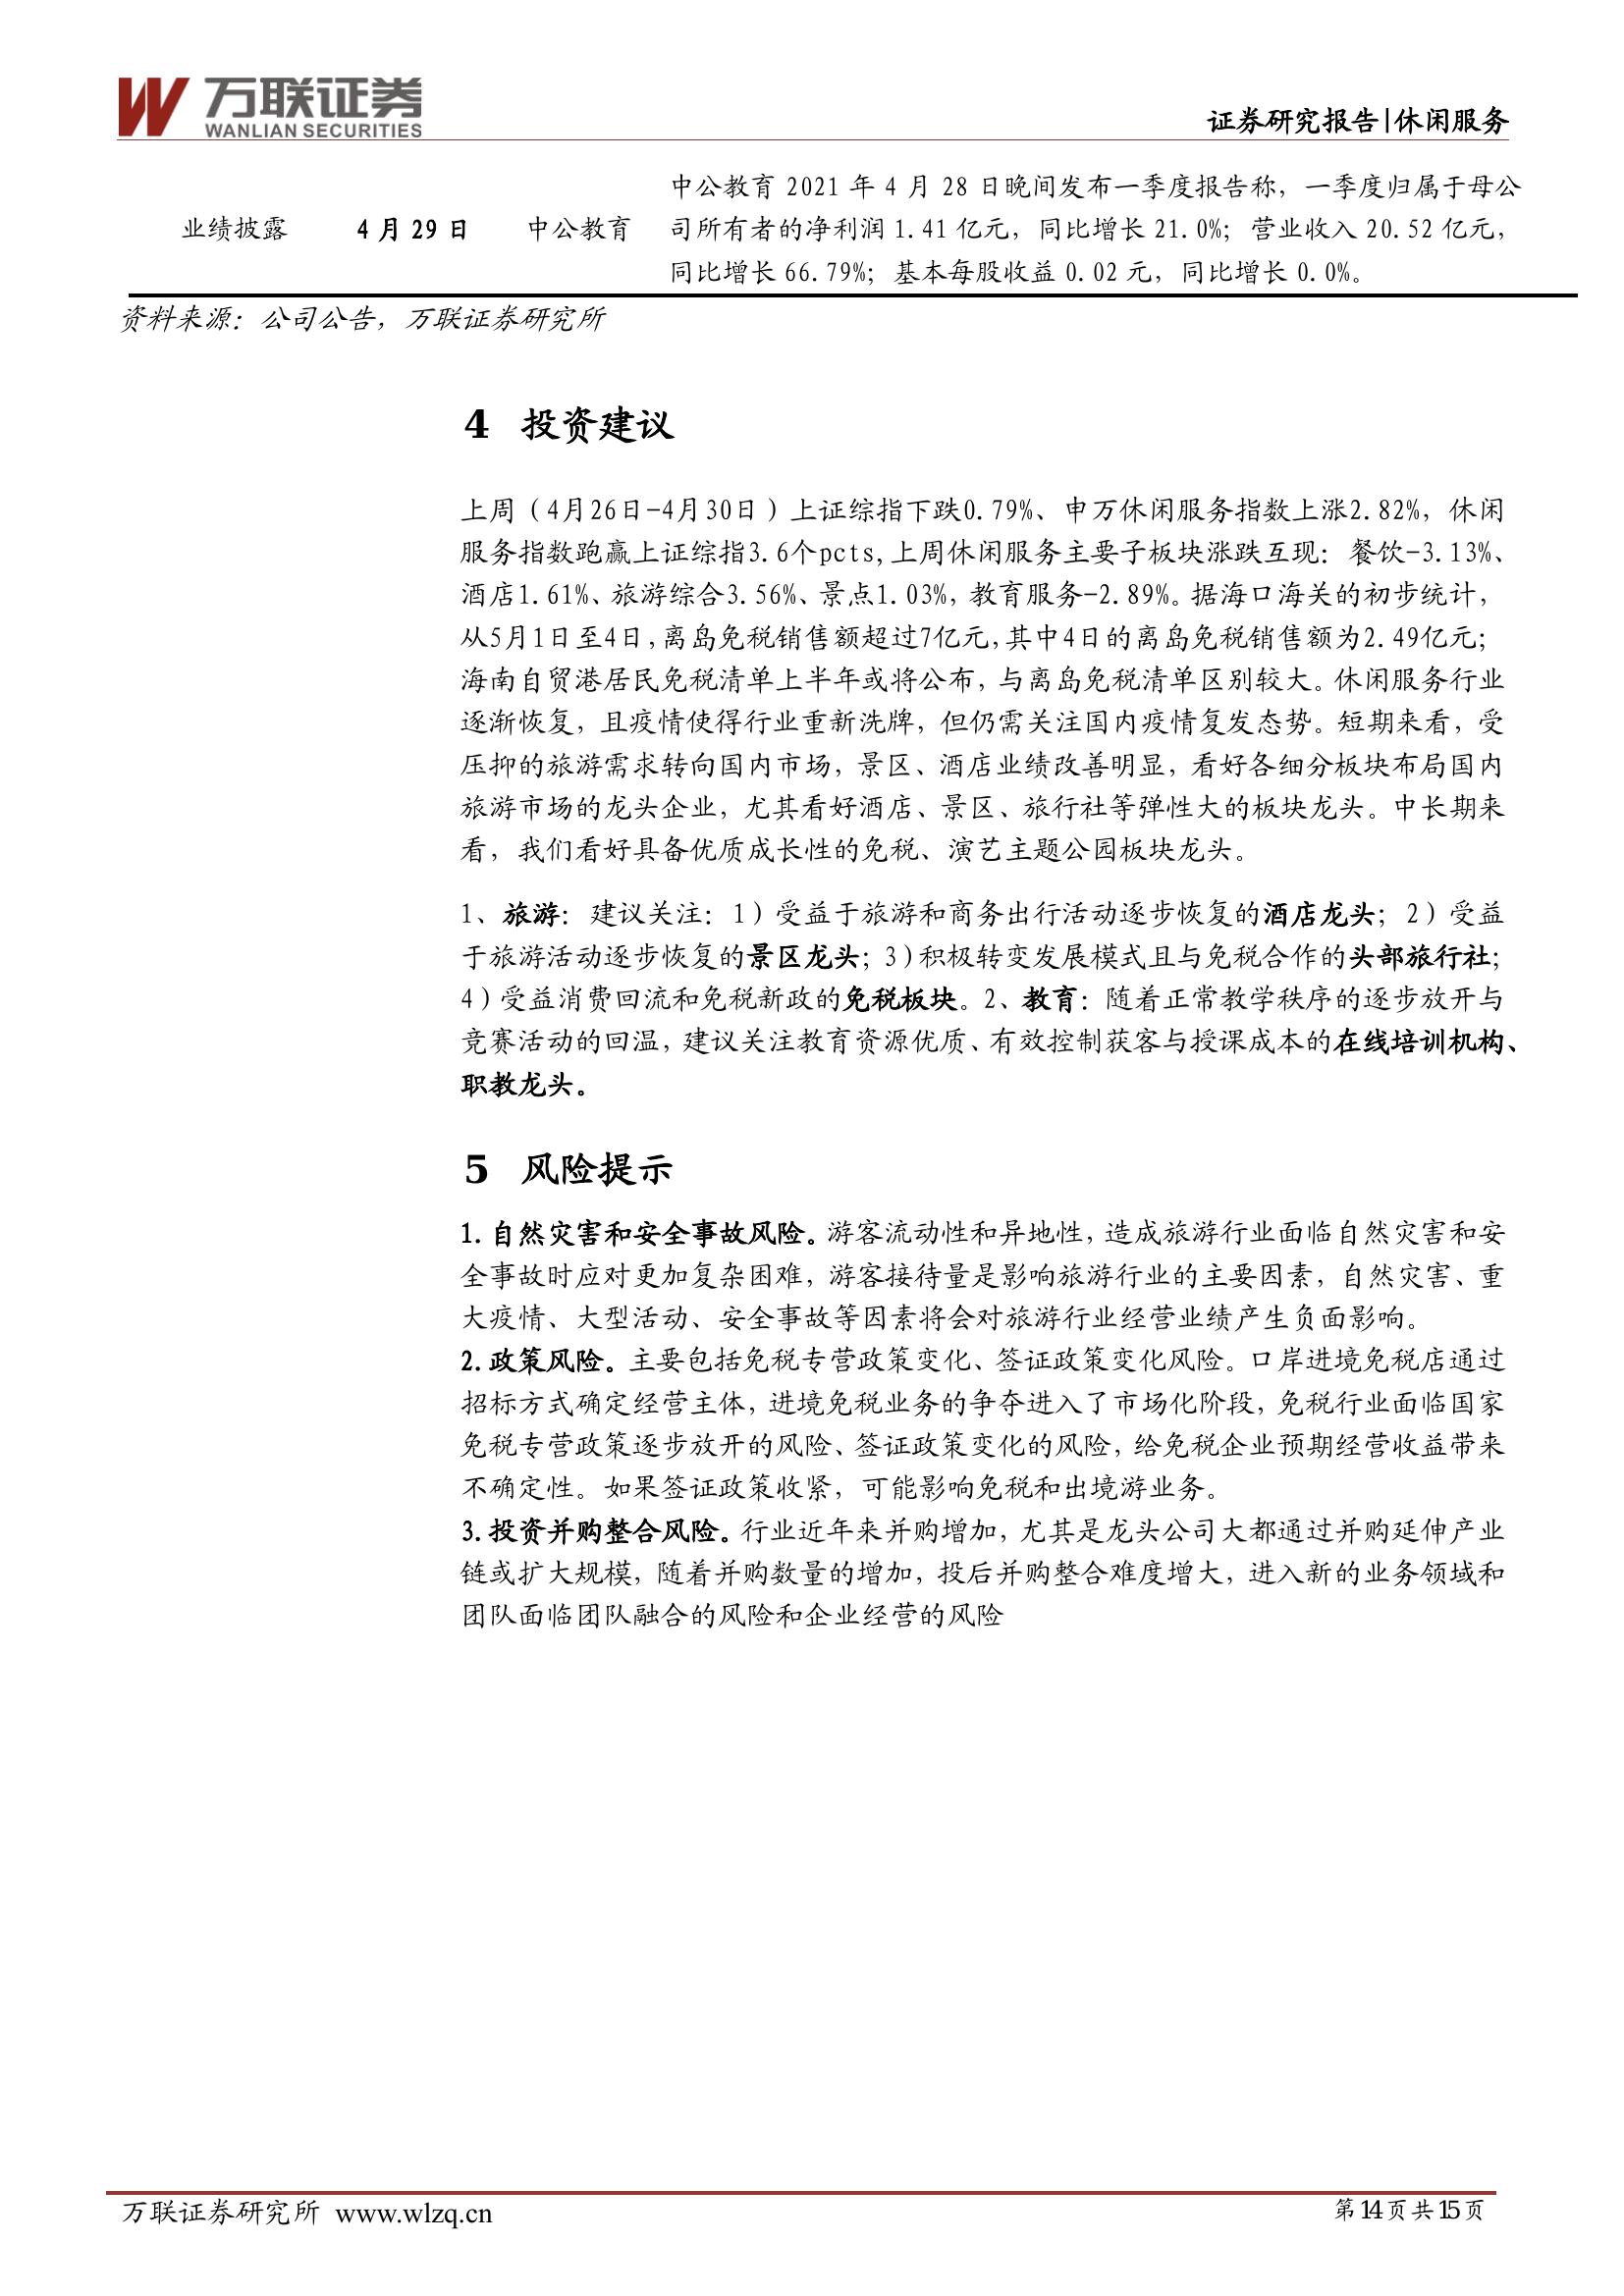 万联证券
WANLIAN SECURITIES
证券研究报告|休闲服务
中公教育 2021 年 4 月 28 日晚间发布一季度报告称，一季度归属于母公
业绩披露 4 月 29 日 中公教育 司所有者的净利润 1.41 亿元，同比增长 21.0%；营业收入 20.52 亿元，
同比增长 66.79%；基本每股收益 0.02 元，同比增长 0.0%。
资料来源：公司公告，万联证券研究所
4 投资建议
上周（4月26日-4月30日）上证综指下跌0.79%、申万休闲服务指数上涨2.82%，休闲
服务指数跑赢上证综指3.6个pcts,上周休闲服务主要子板块涨跌互现：餐饮-3.13%、
酒店1.61%、旅游综合3.56%、景点1.03%，教育服务-2.89%。据海口海关的初步统计，
从5月1日至4日,离岛免税销售额超过7亿元,其中4日的离岛免税销售额为2.49亿元；
海南自贸港居民免税清单上半年或将公布，与离岛免税清单区别较大。休闲服务行业
逐渐恢复，且疫情使得行业重新洗牌，但仍需关注国内疫情复发态势。短期来看，受
压抑的旅游需求转向国内市场，景区、酒店业绩改善明显，看好各细分板块布局国内
旅游市场的龙头企业，尤其看好酒店、景区、旅行社等弹性大的板块龙头。中长期来
看，我们看好具备优质成长性的免税、演艺主题公园板块龙头。
1、旅游：建议关注：1）受益于旅游和商务出行活动逐步恢复的酒店龙头；2）受益
于旅游活动逐步恢复的景区龙头；3)积极转变发展模式且与免税合作的头部旅行社；
4)受益消费回流和免税新政的免税板块。2、教育：随着正常教学秩序的逐步放开与
竞赛活动的回温，建议关注教育资源优质、有效控制获客与授课成本的在线培训机构、
职教龙头。
5 风险提示
1.自然灾害和安全事故风险。游客流动性和异地性，造成旅游行业面临自然灾害和安
全事故时应对更加复杂困难，游客接待量是影响旅游行业的主要因素，自然灾害、重
大疫情、大型活动、安全事故等因素将会对旅游行业经营业绩产生负面影响。
2.政策风险。主要包括免税专营政策变化、签证政策变化风险。口岸进境免税店通过
招标方式确定经营主体，进境免税业务的争夺进入了市场化阶段，免税行业面临国家
免税专营政策逐步放开的风险、签证政策变化的风险，给免税企业预期经营收益带来
不确定性。如果签证政策收紧，可能影响免税和出境游业务。
3.投资并购整合风险。行业近年来并购增加，尤其是龙头公司大都通过并购延伸产业
链或扩大规模，随着并购数量的增加，投后并购整合难度增大，进入新的业务领域和
团队面临团队融合的风险和企业经营的风险
万联证券研究所 www.wlzq.cn 第14页共15页